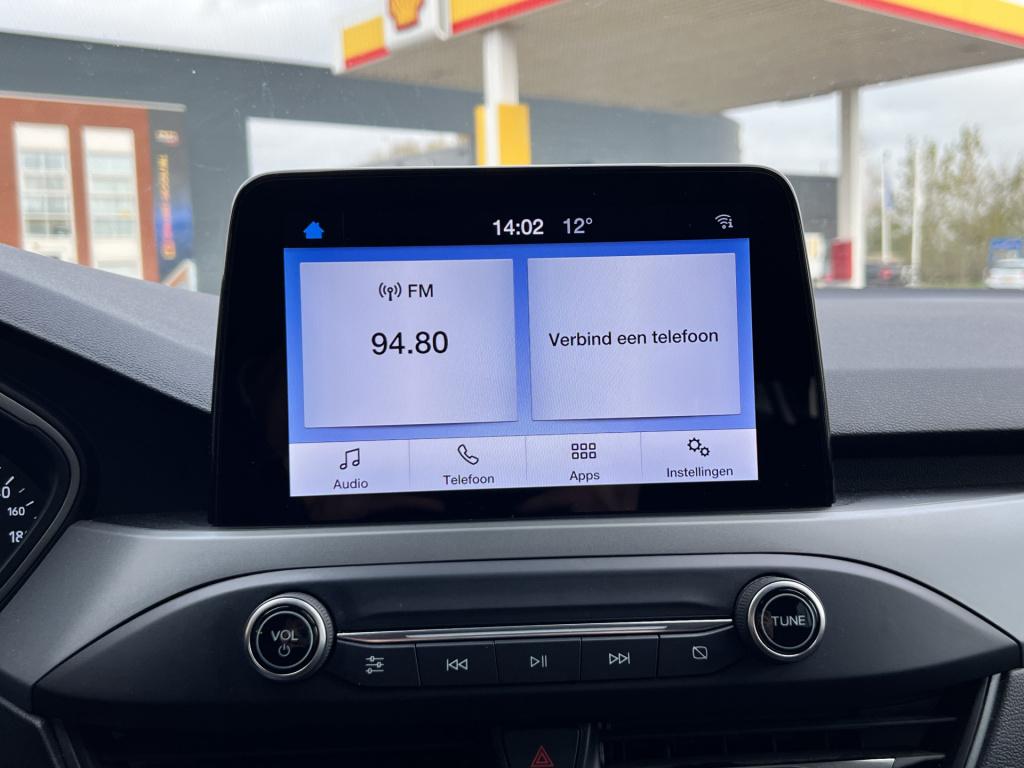 14:02 12°
FM
94.80
Verbind een telefoon
Audio
Telefoon
Apps
Instellingen
160
VOL
TUNE